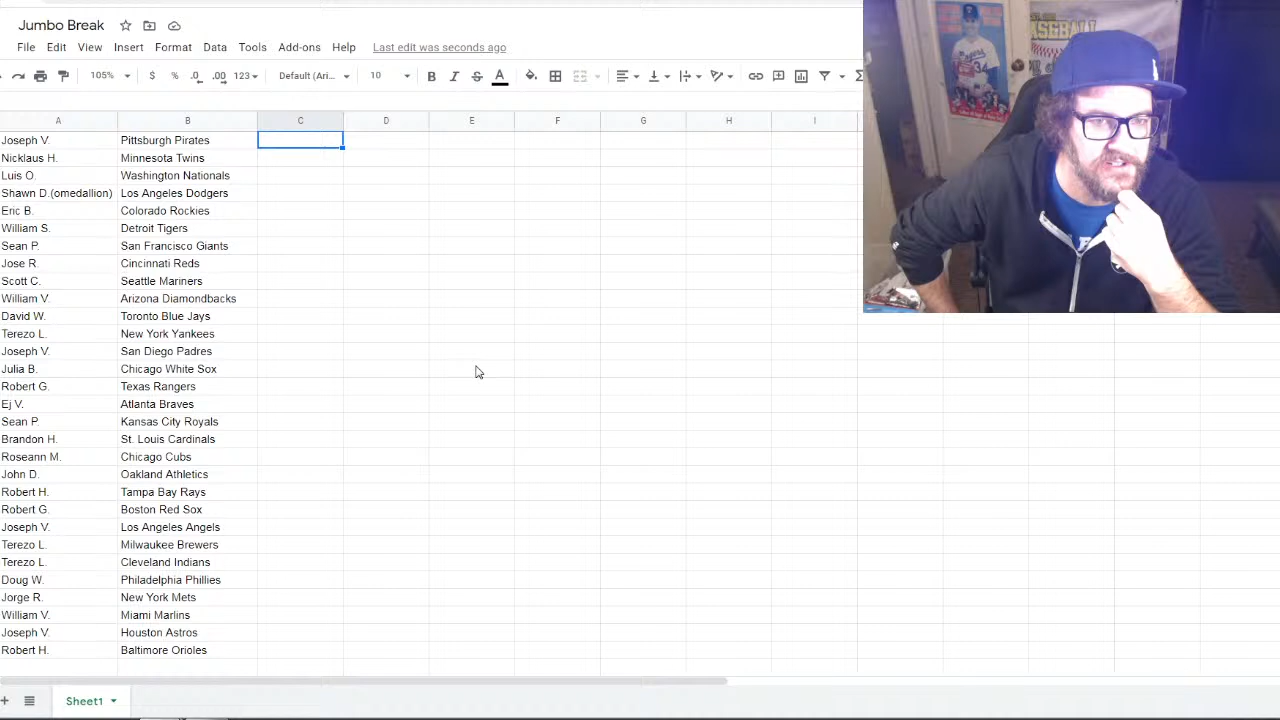 Jumbo Break
File Edit View Insert Format Data Tools Add-ons Help Last edit was seconds ago
105% $ % .0 .00 123 Default (Ari... 10 B I S A
A B C D E F G H I
Joseph V. Pittsburgh Pirates
Nicklaus H. Minnesota Twins
Luis O. Washington Nationals
Shawn D.(omedallion) Los Angeles Dodgers
Eric B. Colorado Rockies
William S. Detroit Tigers
Sean P. San Francisco Giants
Jose R. Cincinnati Reds
Scott C. Seattle Mariners
William V. Arizona Diamondbacks
David W. Toronto Blue Jays
Terezo L. New York Yankees
Joseph V. San Diego Padres
Julia B. Chicago White Sox
Robert G. Texas Rangers
Ej V. Atlanta Braves
Sean P. Kansas City Royals
Brandon H. St. Louis Cardinals
Roseann M. Chicago Cubs
John D. Oakland Athletics
Robert H. Tampa Bay Rays
Robert G. Boston Red Sox
Joseph V. Los Angeles Angels
Terezo L. Milwaukee Brewers
Terezo L. Cleveland Indians
Doug W. Philadelphia Phillies
Jorge R. New York Mets
William V. Miami Marlins
Joseph V. Houston Astros
Robert H. Baltimore Orioles
Sheet1